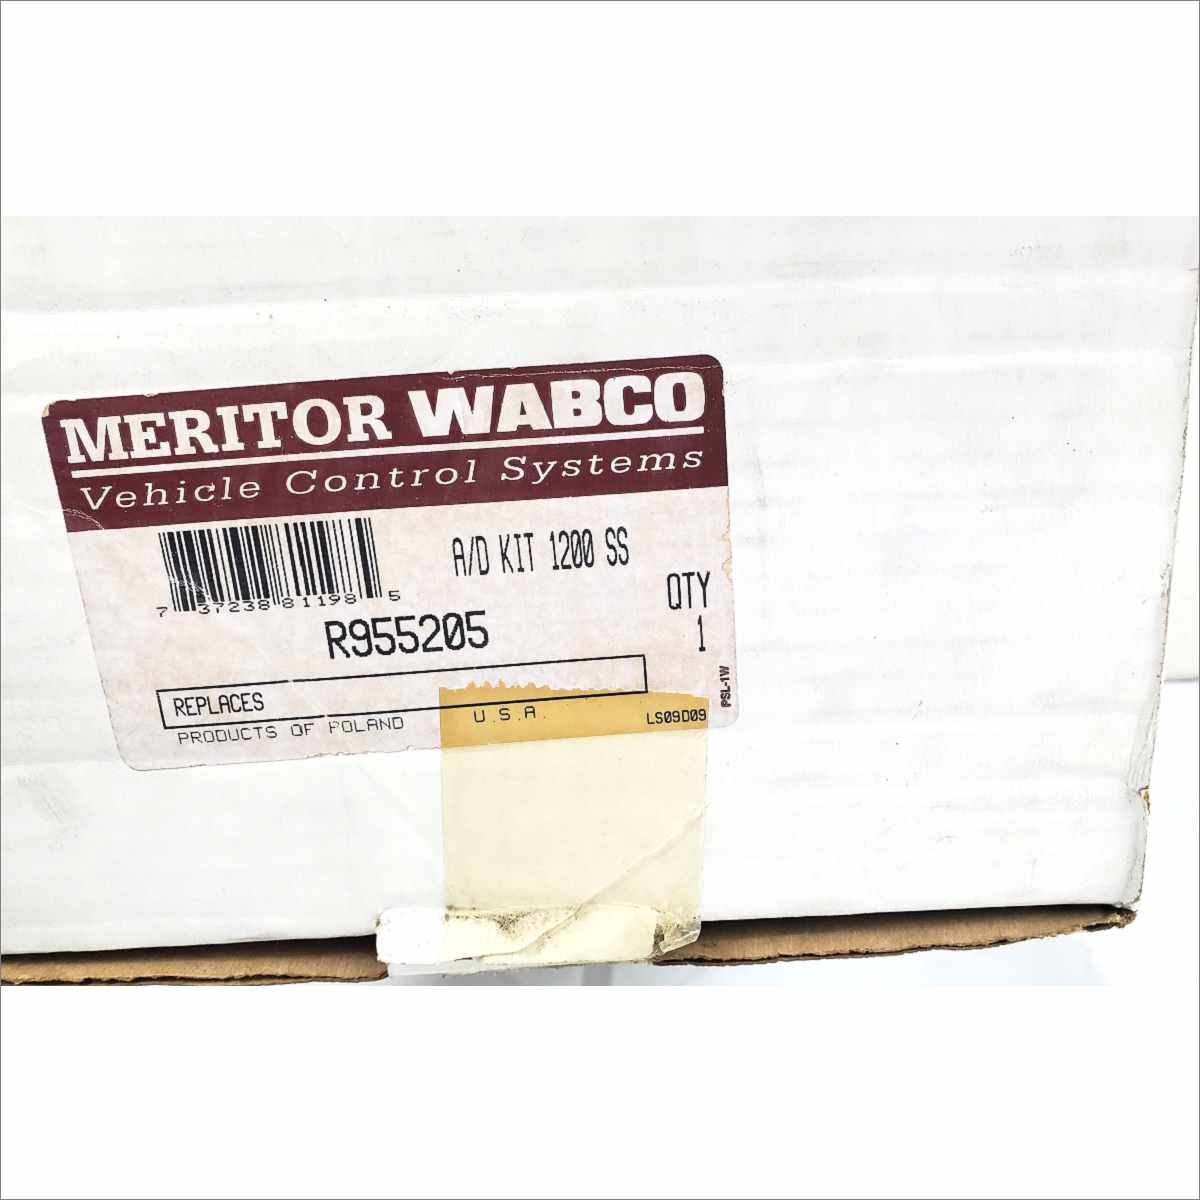 MERITOR WABCO
Vehicle Control Systems
A/D KIT 1200 SS
7 37238 81198 5
R955205
QTY
1
REPLACES
PRODUCTS OF POLAND U.S.A.
LS09D09
PSL-1W